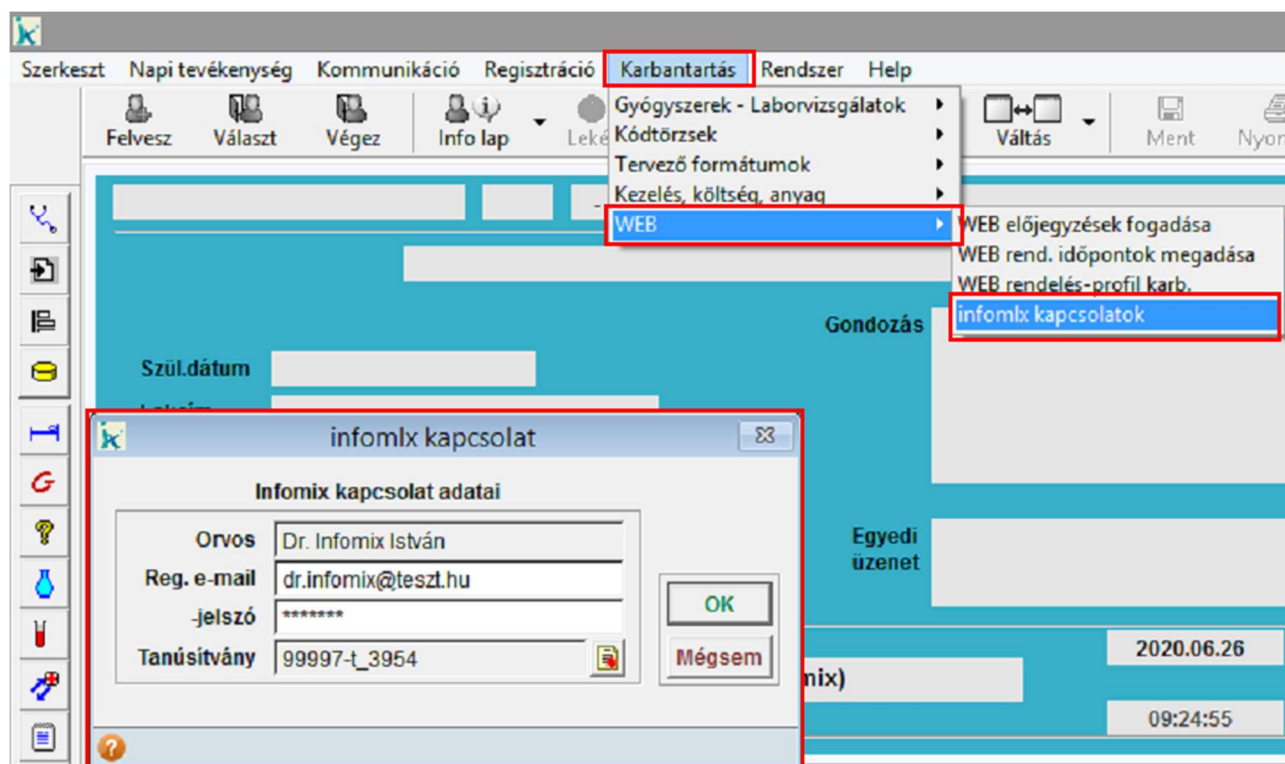 Szerkeszt Napi tevékenység Kommunikáció Regisztráció Karbantartás Rendszer Help
Felvesz Választ Végez Info lap Váltás Ment
Gyógyszerek - Laborvizsgálatok
Kódtörzsek
Tervező formátumok
Kezelés, költség, anyag
WEB
WEB előjegyzések fogadása
WEB rend. időpontok megadása
WEB rendelés-profil karb.
infomIx kapcsolatok
Gondozás
Szül.dátum
infomIx kapcsolat
Infomix kapcsolat adatai
Orvos Dr. Infomix István
Reg. e-mail dr.infomix@teszt.hu
-jelszó *******
Tanúsítvány 99997-t_3954
OK
Mégsem
Egyedi
üzenet
2020.06.26
mix)
09:24:55